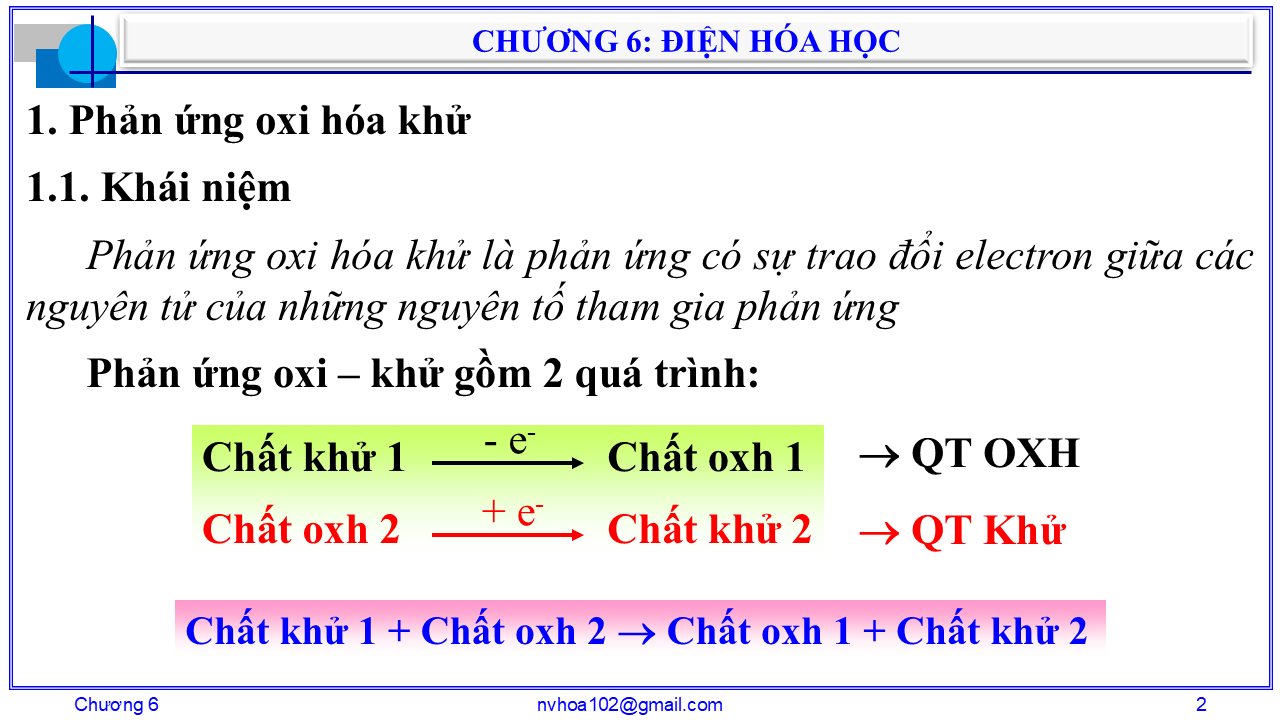 CHƯƠNG 6: ĐIỆN HÓA HỌC
1. Phản ứng oxi hóa khử
1.1. Khái niệm
Phản ứng oxi hóa khử là phản ứng có sự trao đổi electron giữa các
nguyên tử của những nguyên tố tham gia phản ứng
Phản ứng oxi – khử gồm 2 quá trình:
Chất khử 1 - e⁻ → Chất oxh 1 → QT OXH
Chất oxh 2 + e⁻ → Chất khử 2 → QT Khử
Chất khử 1 + Chất oxh 2 → Chất oxh 1 + Chất khử 2
Chương 6 nvhoa102@gmail.com 2